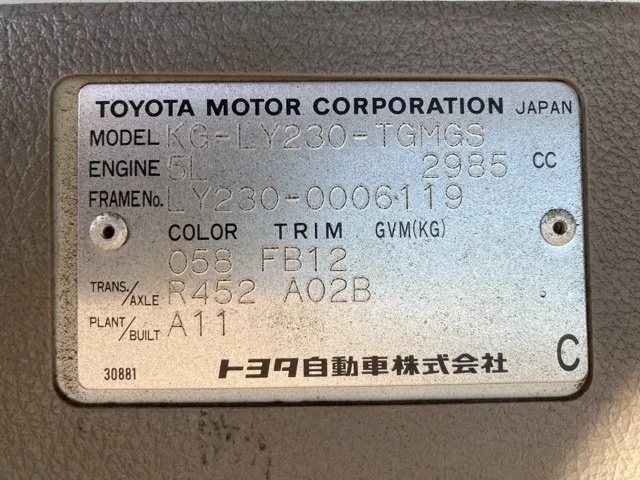 TOYOTA MOTOR CORPORATION JAPAN
MODEL KG-LY230-TGMGS
ENGINE 5L 2985 CC
FRAME No. LY230-0006119
COLOR TRIM GVM(KG)
058 FB12
TRANS./AXLE R452 A02B
PLANT/BUILT A11
30881 トヨタ自動車株式会社 C